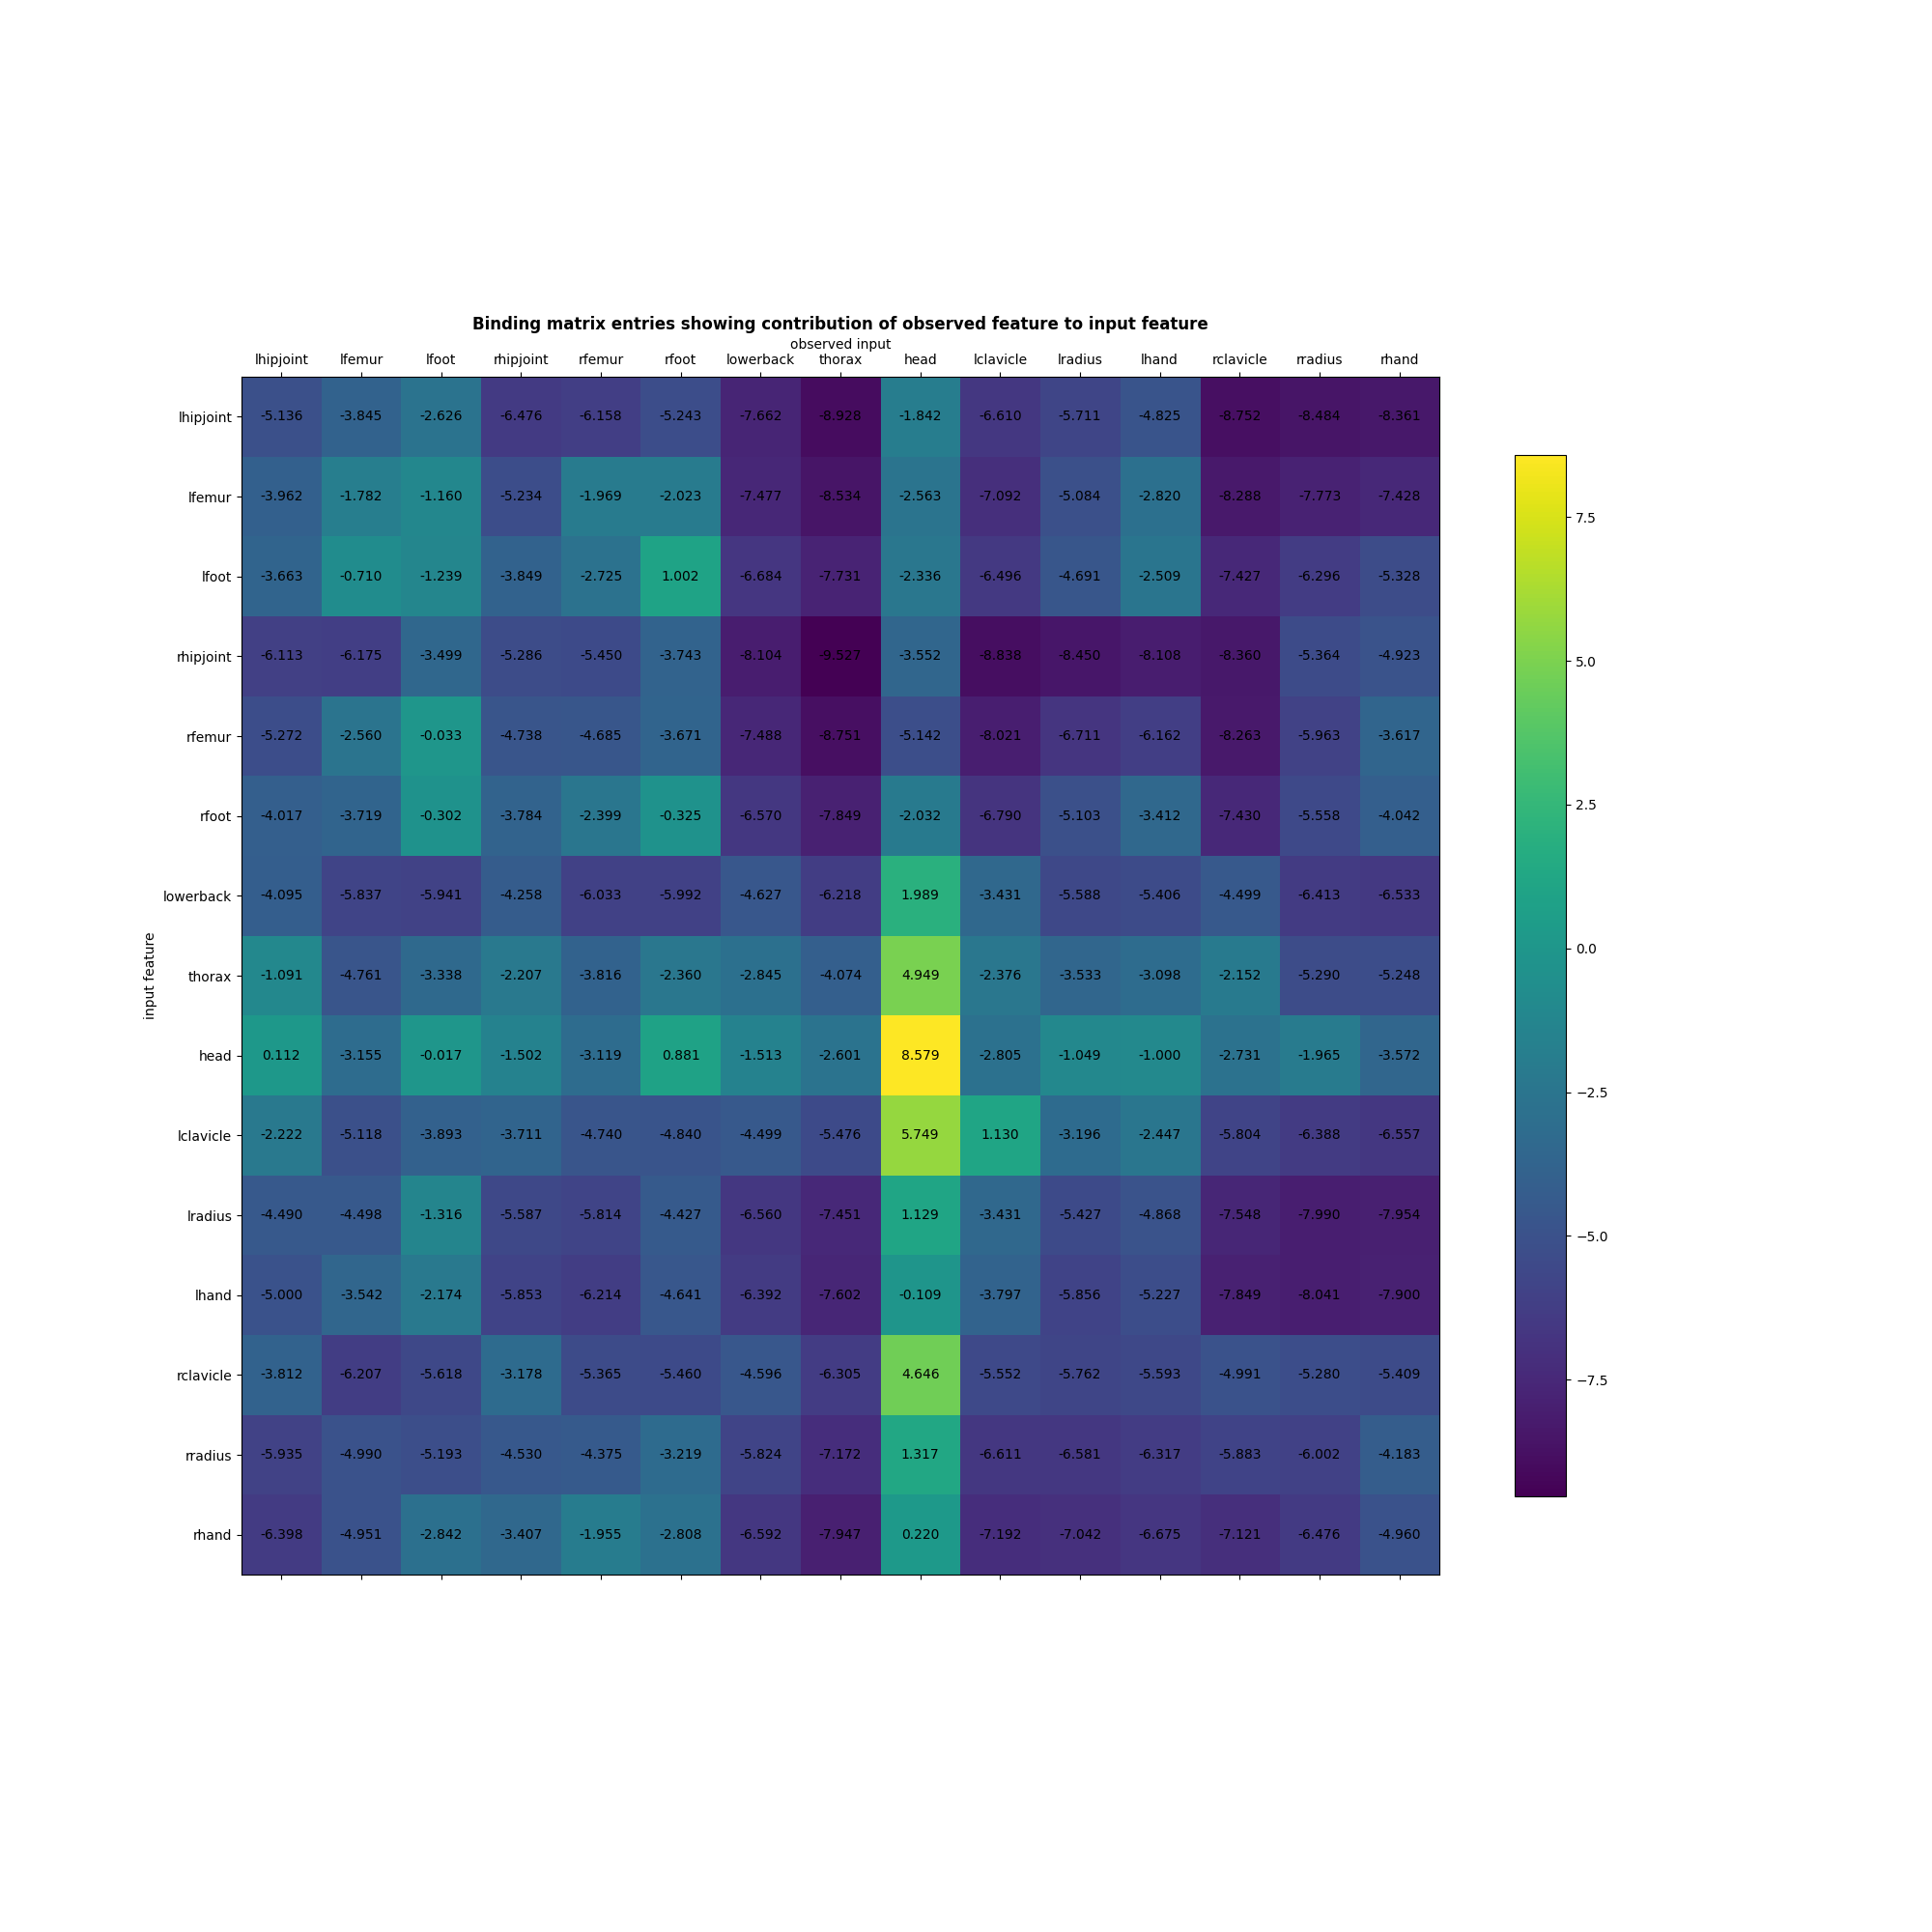 Binding matrix entries showing contribution of observed feature to input feature
observed input
lhipjoint lfemur lfoot rhipjoint rfemur rfoot lowerback thorax head lclavicle lradius lhand rclavicle rradius rhand
lhipjoint -5.136 -3.845 -2.626 -6.476 -6.158 -5.243 -7.662 -8.928 -1.842 -6.610 -5.711 -4.825 -8.752 -8.484 -8.361
lfemur -3.962 -1.782 -1.160 -5.234 -1.969 -2.023 -7.477 -8.534 -2.563 -7.092 -5.084 -2.820 -8.288 -7.773 -7.428
lfoot -3.663 -0.710 -1.239 -3.849 -2.725 1.002 -6.684 -7.731 -2.336 -6.496 -4.691 -2.509 -7.427 -6.296 -5.328
rhipjoint -6.113 -6.175 -3.499 -5.286 -5.450 -3.743 -8.104 -9.527 -3.552 -8.838 -8.450 -8.108 -8.360 -5.364 -4.923
rfemur -5.272 -2.560 -0.033 -4.738 -4.685 -3.671 -7.488 -8.751 -5.142 -8.021 -6.711 -6.162 -8.263 -5.963 -3.617
rfoot -4.017 -3.719 -0.302 -3.784 -2.399 -0.325 -6.570 -7.849 -2.032 -6.790 -5.103 -3.412 -7.430 -5.558 -4.042
lowerback -4.095 -5.837 -5.941 -4.258 -6.033 -5.992 -4.627 -6.218 1.989 -3.431 -5.588 -5.406 -4.499 -6.413 -6.533
thorax -1.091 -4.761 -3.338 -2.207 -3.816 -2.360 -2.845 -4.074 4.949 -2.376 -3.533 -3.098 -2.152 -5.290 -5.248
head 0.112 -3.155 -0.017 -1.502 -3.119 0.881 -1.513 -2.601 8.579 -2.805 -1.049 -1.000 -2.731 -1.965 -3.572
lclavicle -2.222 -5.118 -3.893 -3.711 -4.740 -4.840 -4.499 -5.476 5.749 1.130 -3.196 -2.447 -5.804 -6.388 -6.557
lradius -4.490 -4.498 -1.316 -5.587 -5.814 -4.427 -6.560 -7.451 1.129 -3.431 -5.427 -4.868 -7.548 -7.990 -7.954
lhand -5.000 -3.542 -2.174 -5.853 -6.214 -4.641 -6.392 -7.602 -0.109 -3.797 -5.856 -5.227 -7.849 -8.041 -7.900
rclavicle -3.812 -6.207 -5.618 -3.178 -5.365 -5.460 -4.596 -6.305 4.646 -5.552 -5.762 -5.593 -4.991 -5.280 -5.409
rradius -5.935 -4.990 -5.193 -4.530 -4.375 -3.219 -5.824 -7.172 1.317 -6.611 -6.581 -6.317 -5.883 -6.002 -4.183
rhand -6.398 -4.951 -2.842 -3.407 -1.955 -2.808 -6.592 -7.947 0.220 -7.192 -7.042 -6.675 -7.121 -6.476 -4.960
input feature
7.5
5.0
2.5
0.0
−2.5
−5.0
−7.5